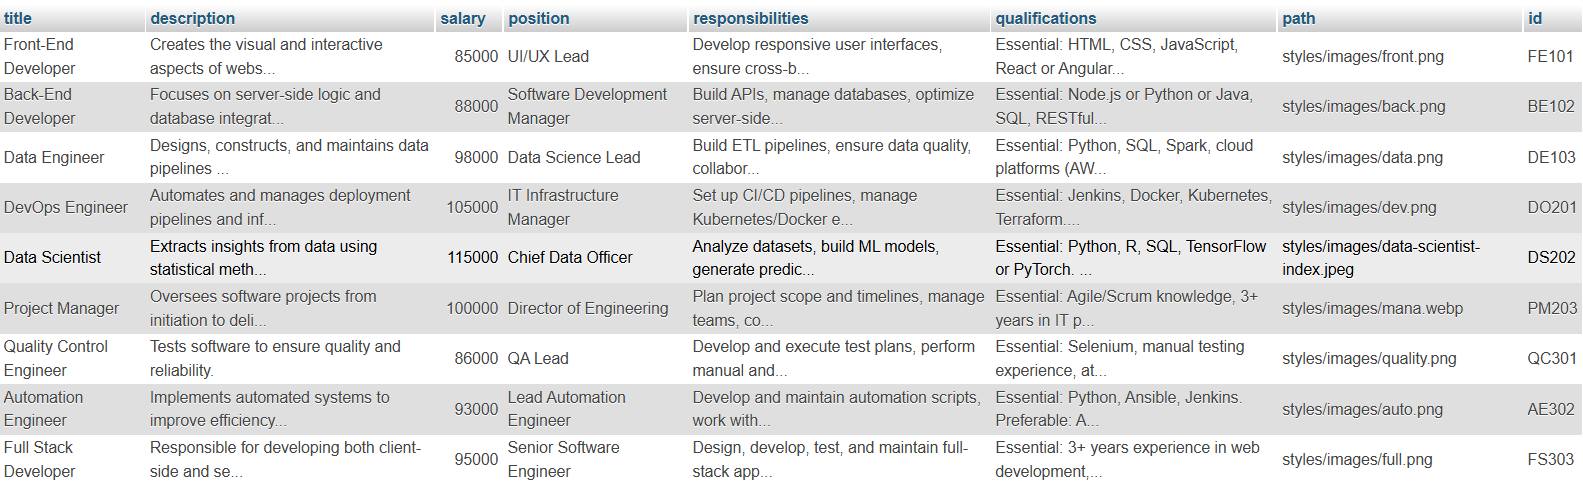 title description salary position responsibilities qualifications path id
Front-End Developer Creates the visual and interactive aspects of webs... 85000 UI/UX Lead Develop responsive user interfaces, ensure cross-b... Essential: HTML, CSS, JavaScript, React or Angular... styles/images/front.png FE101
Back-End Developer Focuses on server-side logic and database integrat... 88000 Software Development Manager Build APIs, manage databases, optimize server-side... Essential: Node.js or Python or Java, SQL, RESTful... styles/images/back.png BE102
Data Engineer Designs, constructs, and maintains data pipelines ... 98000 Data Science Lead Build ETL pipelines, ensure data quality, collabor... Essential: Python, SQL, Spark, cloud platforms (AW... styles/images/data.png DE103
DevOps Engineer Automates and manages deployment pipelines and inf... 105000 IT Infrastructure Manager Set up CI/CD pipelines, manage Kubernetes/Docker e... Essential: Jenkins, Docker, Kubernetes, Terraform.... styles/images/dev.png DO201
Data Scientist Extracts insights from data using statistical meth... 115000 Chief Data Officer Analyze datasets, build ML models, generate predic... Essential: Python, R, SQL, TensorFlow or PyTorch. ... styles/images/data-scientist-index.jpeg DS202
Project Manager Oversees software projects from initiation to deli... 100000 Director of Engineering Plan project scope and timelines, manage teams, co... Essential: Agile/Scrum knowledge, 3+ years in IT p... styles/images/mana.webp PM203
Quality Control Engineer Tests software to ensure quality and reliability. 86000 QA Lead Develop and execute test plans, perform manual and... Essential: Selenium, manual testing experience, at... styles/images/quality.png QC301
Automation Engineer Implements automated systems to improve efficiency... 93000 Lead Automation Engineer Develop and maintain automation scripts, work with... Essential: Python, Ansible, Jenkins. Preferable: A... styles/images/auto.png AE302
Full Stack Developer Responsible for developing both client-side and se... 95000 Senior Software Engineer Design, develop, test, and maintain full-stack app... Essential: 3+ years experience in web development,... styles/images/full.png FS303